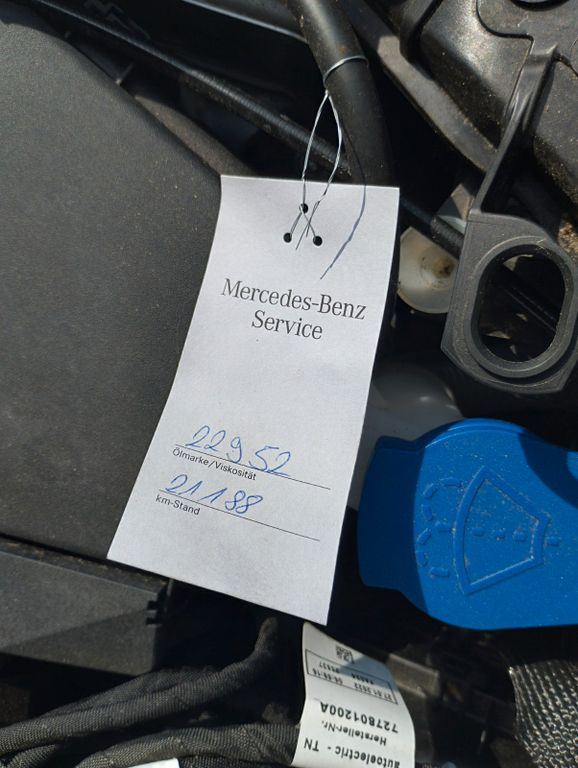 Mercedes-Benz
Service
229 52
Ölmarke/Viskosität
21188
km-Stand
autoelectric - TN
Hersteller-Nr.
727801200A